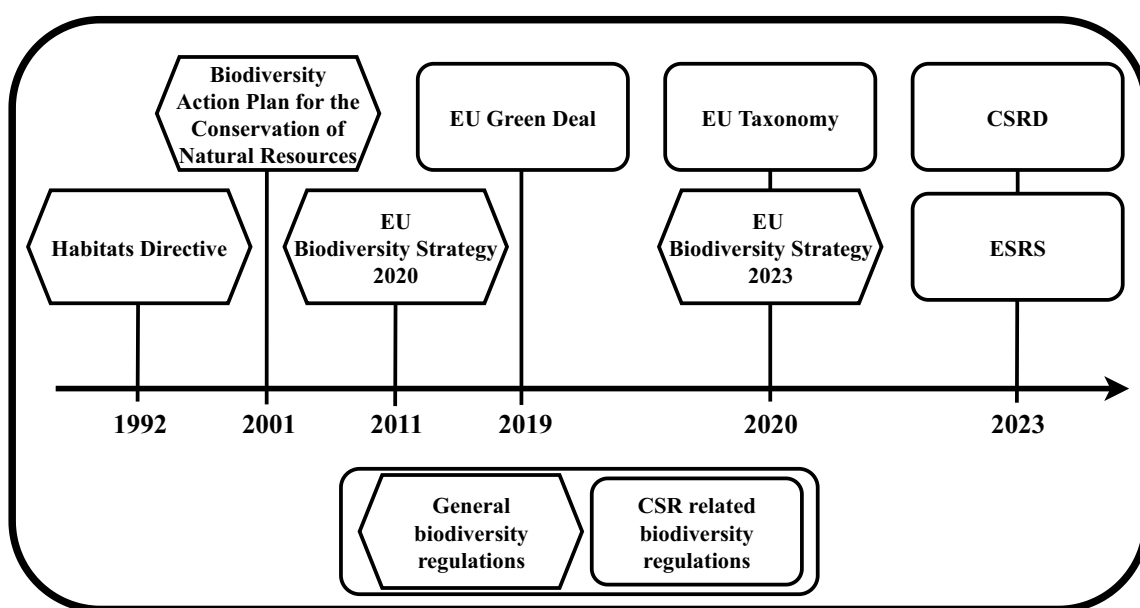 Biodiversity
Action Plan for the
Conservation of
Natural Resources
EU Green Deal
EU Taxonomy
CSRD
Habitats Directive
EU
Biodiversity Strategy
2020
EU
Biodiversity Strategy
2023
ESRS
1992
2001
2011
2019
2020
2023
General
biodiversity
regulations
CSR related
biodiversity
regulations